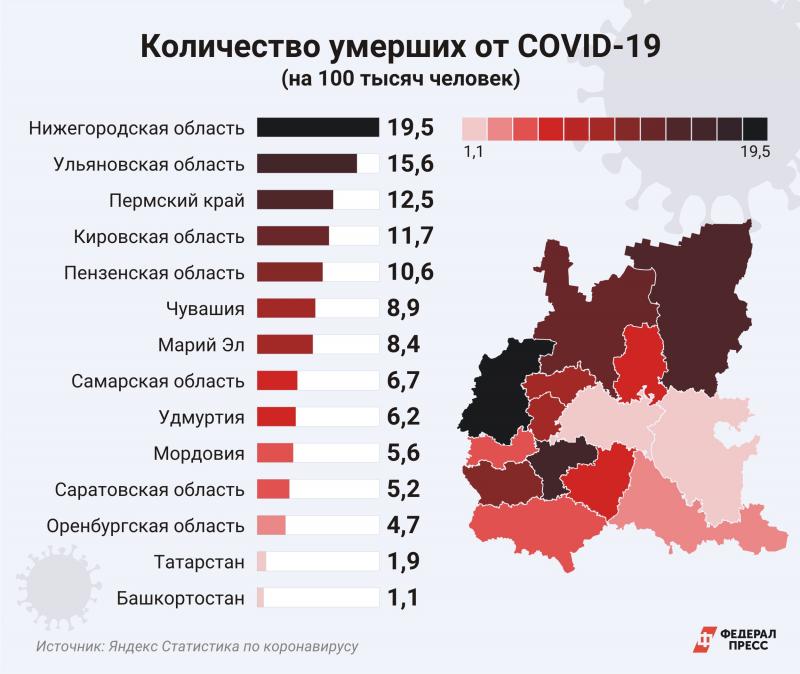 Количество умерших от COVID-19
(на 100 тысяч человек)
Нижегородская область 19,5
Ульяновская область 15,6
Пермский край 12,5
Кировская область 11,7
Пензенская область 10,6
Чувашия 8,9
Марий Эл 8,4
Самарская область 6,7
Удмуртия 6,2
Мордовия 5,6
Саратовская область 5,2
Оренбургская область 4,7
Татарстан 1,9
Башкортостан 1,1
1,1 19,5
Источник: Яндекс Статистика по коронавирусу
ФЕДЕРАЛ
ПРЕСС